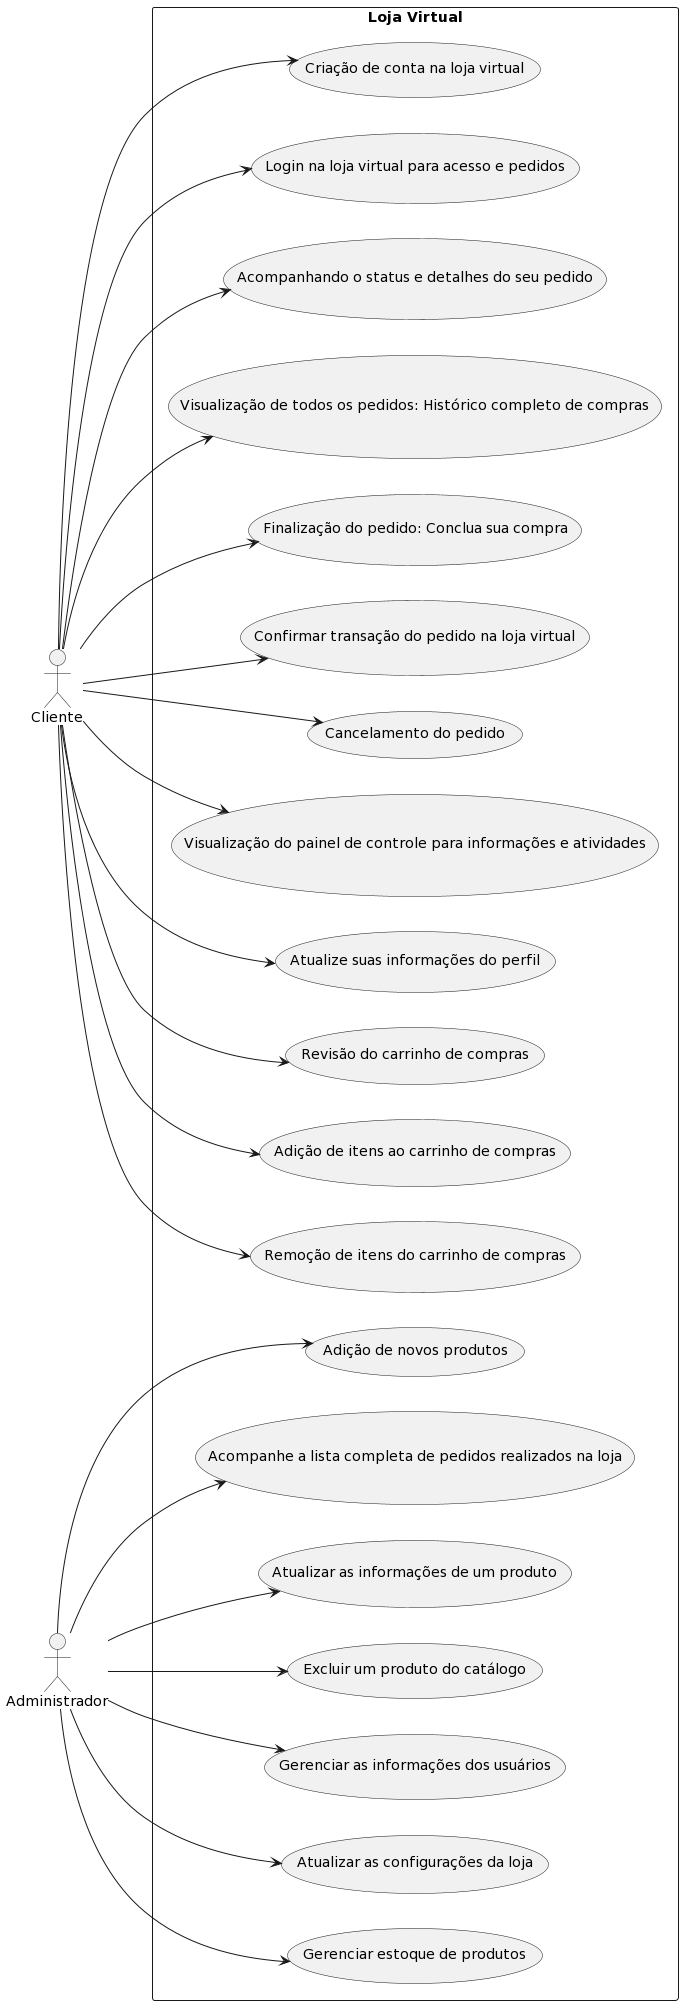 Loja Virtual
Criação de conta na loja virtual
Login na loja virtual para acesso e pedidos
Acompanhando o status e detalhes do seu pedido
Visualização de todos os pedidos: Histórico completo de compras
Finalização do pedido: Conclua sua compra
Confirmar transação do pedido na loja virtual
Cliente
Cancelamento do pedido
Visualização do painel de controle para informações e atividades
Atualize suas informações do perfil
Revisão do carrinho de compras
Adição de itens ao carrinho de compras
Remoção de itens do carrinho de compras
Adição de novos produtos
Acompanhe a lista completa de pedidos realizados na loja
Atualizar as informações de um produto
Excluir um produto do catálogo
Administrador
Gerenciar as informações dos usuários
Atualizar as configurações da loja
Gerenciar estoque de produtos